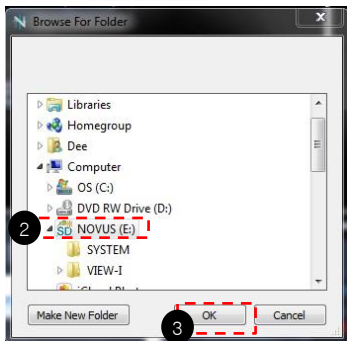 Browse For Folder
x
Libraries
Homegroup
Dee
Computer
OS (C:)
DVD RW Drive (D:)
2 SD NOVUS (E:)
SYSTEM
VIEW-I
Make New Folder
3 OK
Cancel